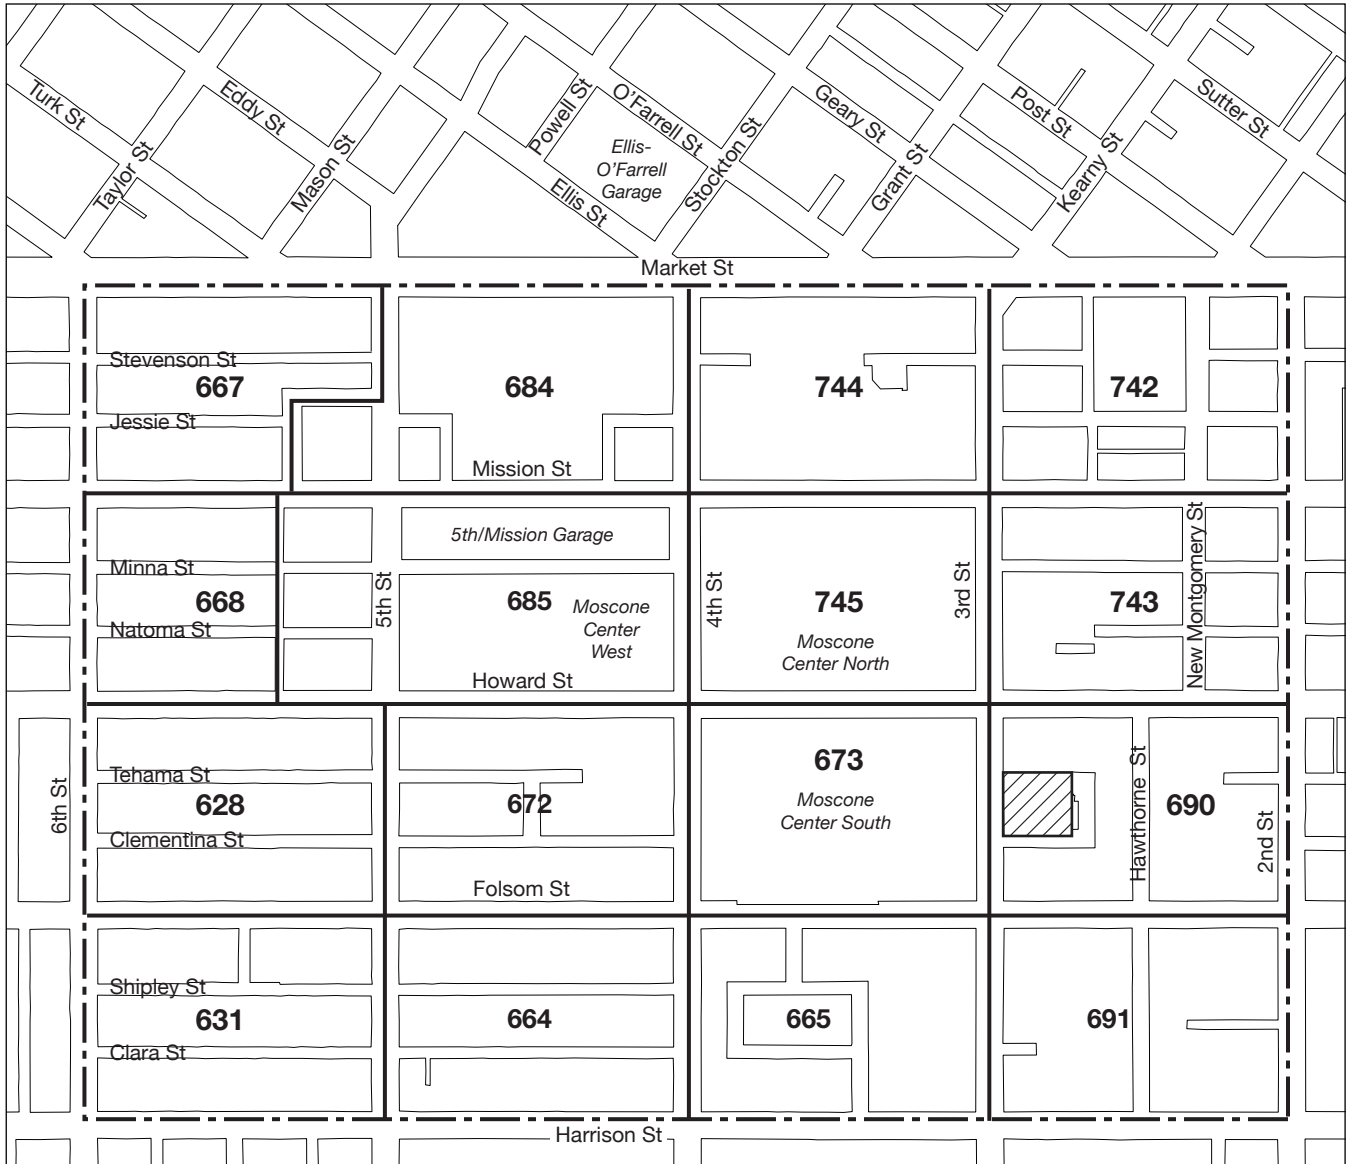 Turk St
Eddy St
Taylor St
Mason St
Powell St
O'Farrell St
Ellis-
O'Farrell
Garage
Ellis St
Stockton St
Geary St
Grant St
Post St
Kearny St
Sutter St
Market St
Stevenson St
667
684
744
742
Jessie St
Mission St
5th/Mission Garage
Minna St
668
Natoma St
5th St
685
Moscone
Center
West
Howard St
4th St
745
Moscone
Center North
3rd St
743
New Montgomery St
6th St
Tehama St
628
Clementina St
672
Folsom St
673
Moscone
Center South
Hawthorne St
690
2nd St
Shipley St
631
Clara St
664
665
691
Harrison St